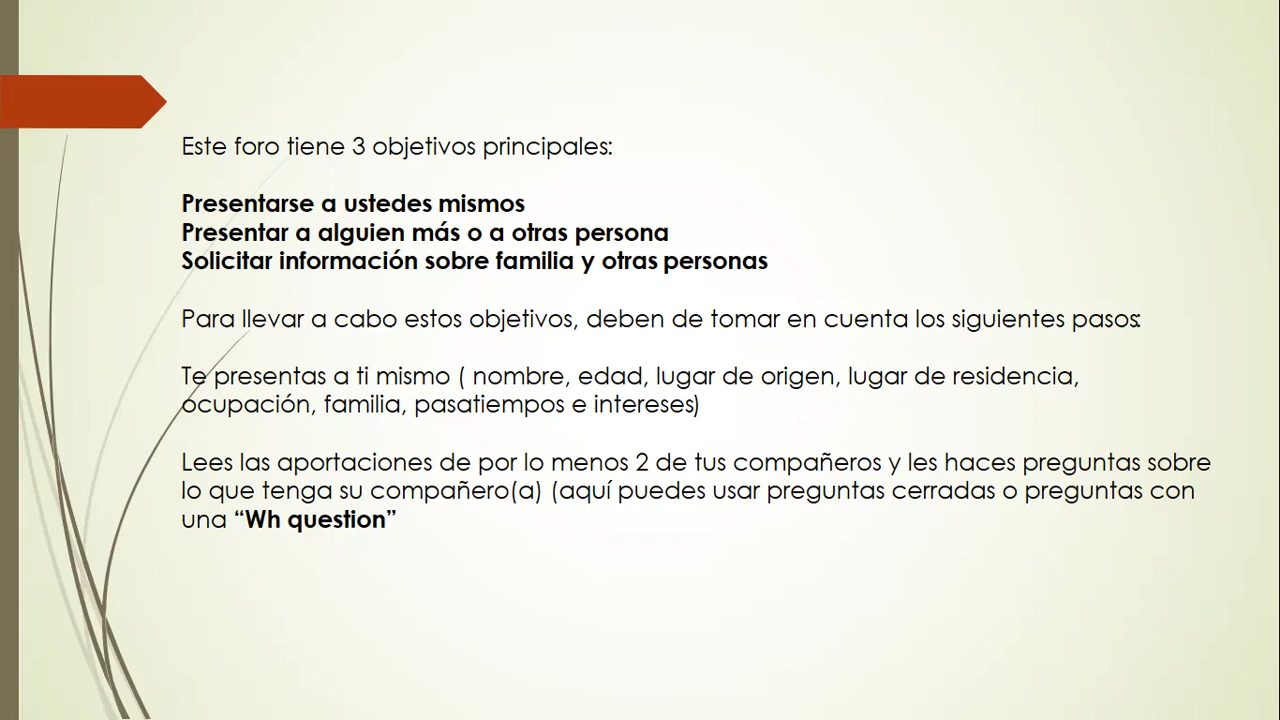 Este foro tiene 3 objetivos principales:
Presentarse a ustedes mismos
Presentar a alguien más o a otras persona
Solicitar información sobre familia y otras personas
Para llevar a cabo estos objetivos, deben de tomar en cuenta los siguientes pasos:
Te presentas a ti mismo ( nombre, edad, lugar de origen, lugar de residencia,
ocupación, familia, pasatiempos e intereses)
Lees las aportaciones de por lo menos 2 de tus compañeros y les haces preguntas sobre
lo que tenga su compañero(a) (aquí puedes usar preguntas cerradas o preguntas con
una “Wh question”